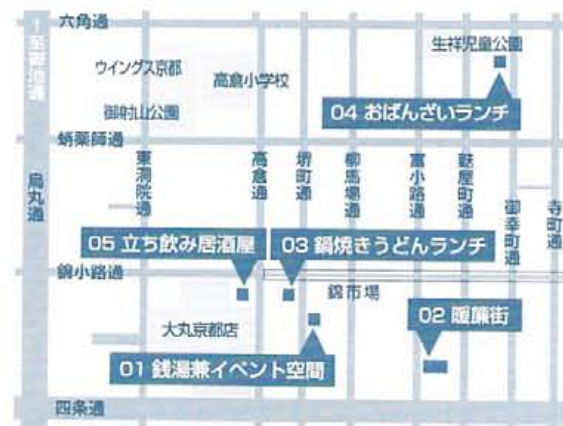 六角通
↑至御池通
生祥児童公園
ウイングス京都
高倉小学校
御射山公園
04 おばんざいランチ
蛸薬師通
烏丸通
東洞院通
高倉通
堺町通
柳馬場通
富小路通
麩屋町通
御幸町通
寺町通
05 立ち飲み居酒屋
03 鍋焼きうどんランチ
錦小路通
錦市場
大丸京都店
02 暖簾街
01 銭湯兼イベント空間
四条通